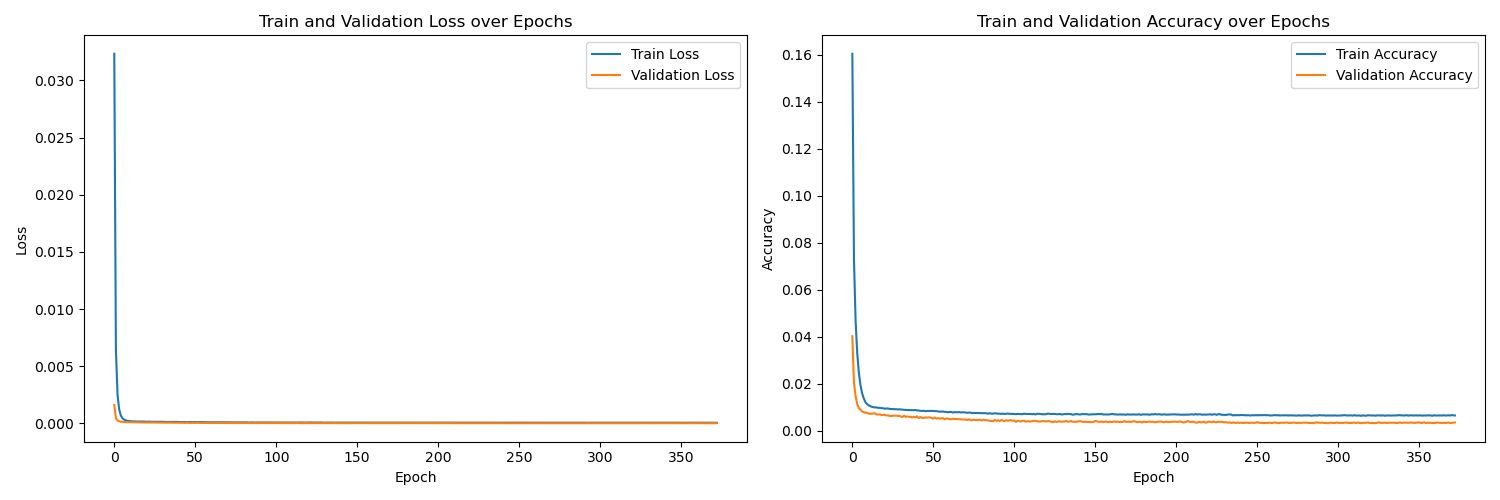 Train and Validation Loss over Epochs
Train Loss
Validation Loss
0.030
0.025
0.020
0.015
0.010
0.005
0.000
Loss
0 50 100 150 200 250 300 350
Epoch
Train and Validation Accuracy over Epochs
Train Accuracy
Validation Accuracy
0.16
0.14
0.12
0.10
0.08
0.06
0.04
0.02
0.00
Accuracy
0 50 100 150 200 250 300 350
Epoch